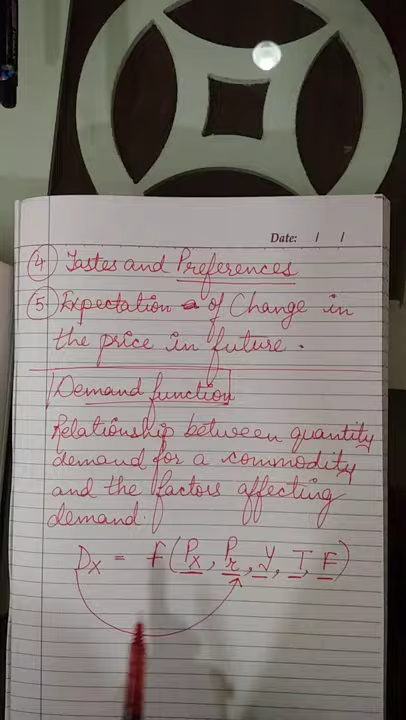 Date: / /
④ Tastes and Preferences
⑤ Expectation of Change in
the price in future.
Demand function
Relationship between quantity
demand for a commodity
and the factors affecting
demand.
Dx = f(Px, Pr, Y, T, F)